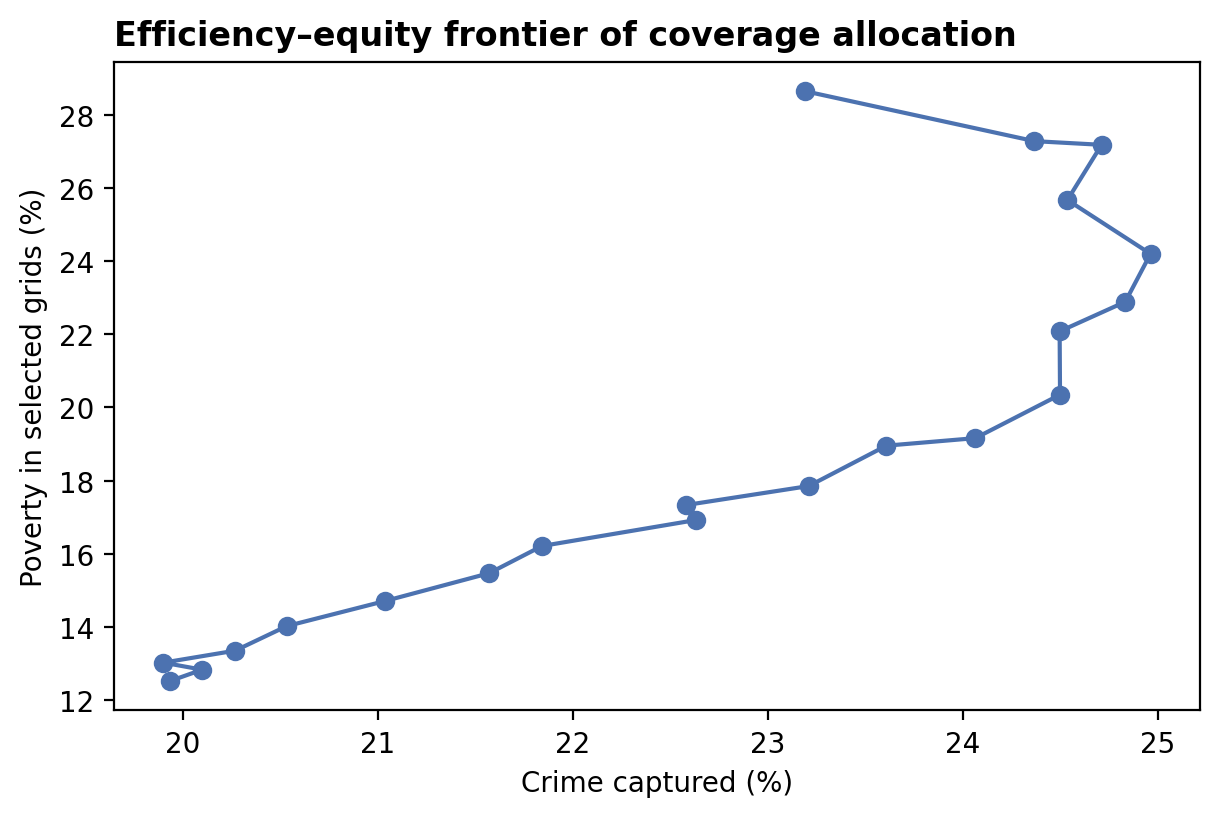 Efficiency–equity frontier of coverage allocation
Poverty in selected grids (%)
28
26
24
22
20
18
16
14
12
20 21 22 23 24 25
Crime captured (%)